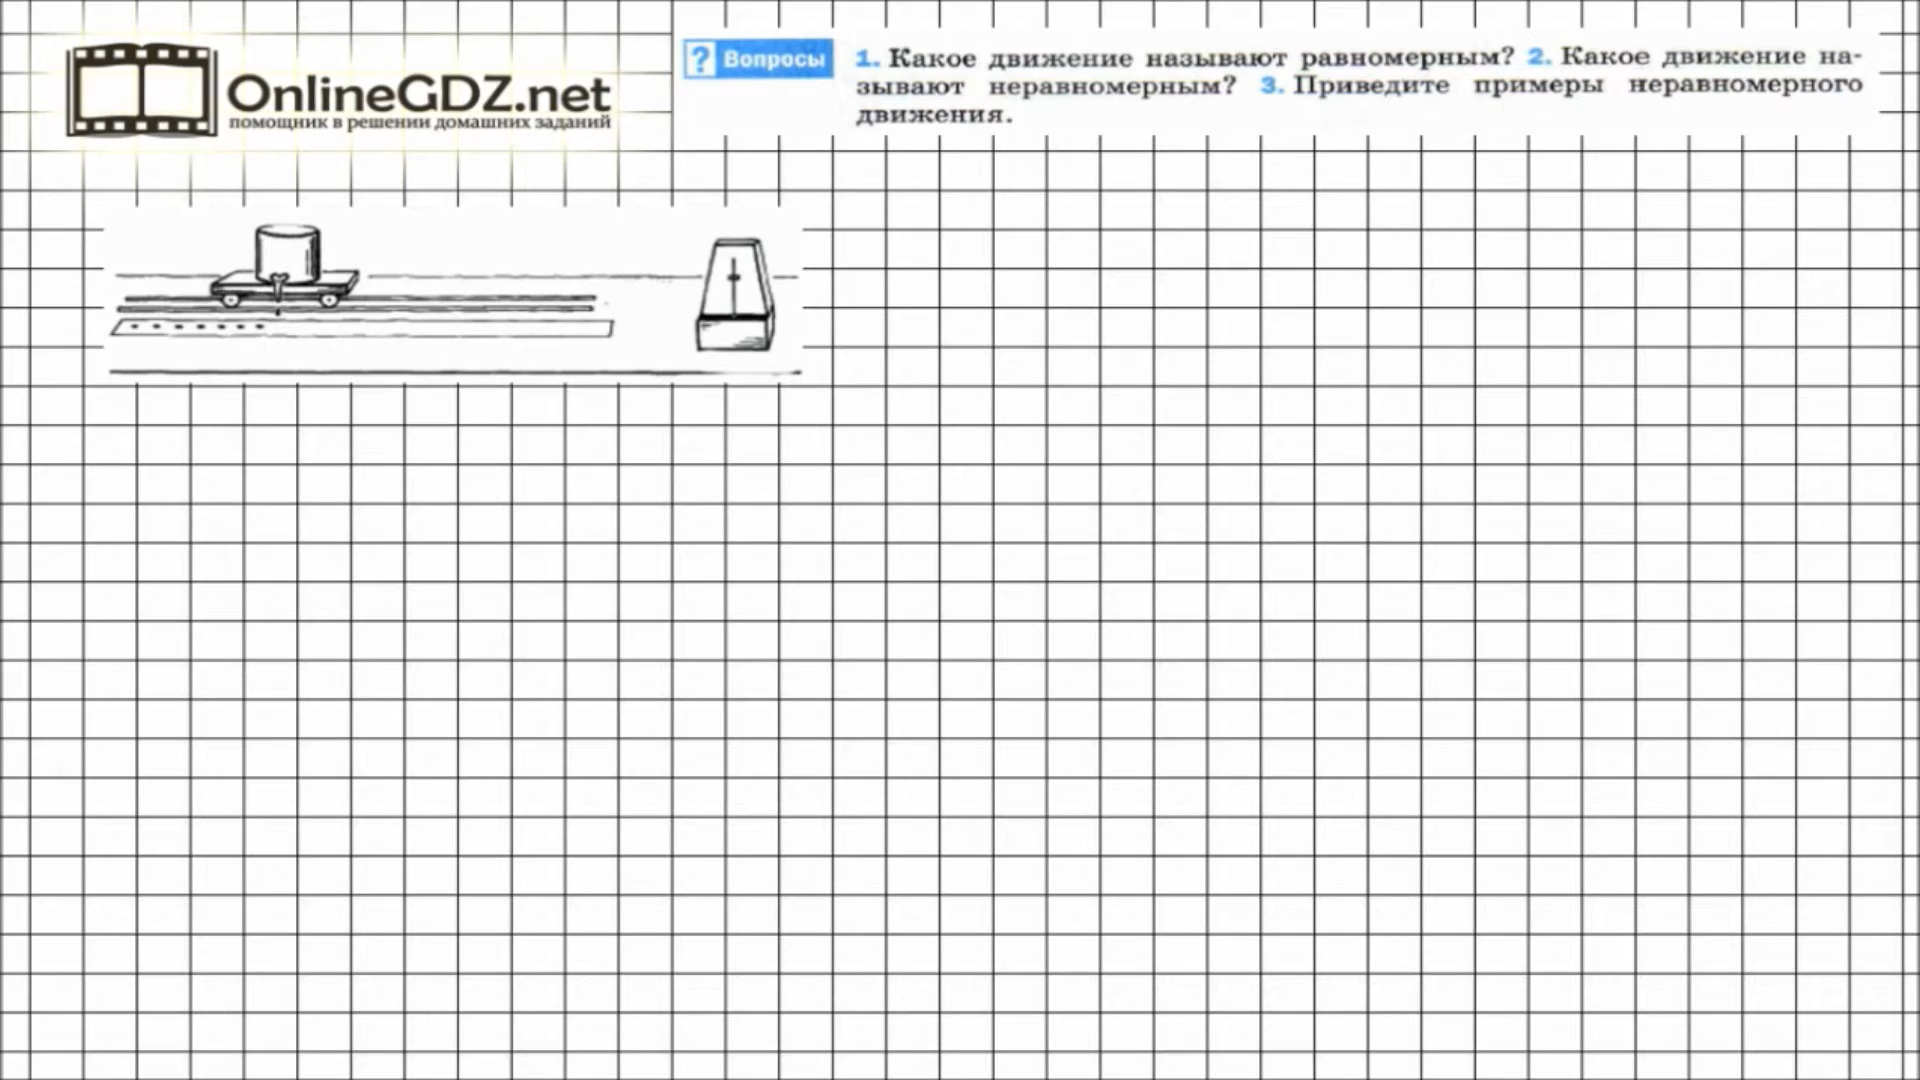 OnlineGDZ.net
помощник в решении домашних заданий
? Вопросы
1. Какое движение называют равномерным? 2. Какое движение на-
зывают неравномерным? 3. Приведите примеры неравномерного
движения.